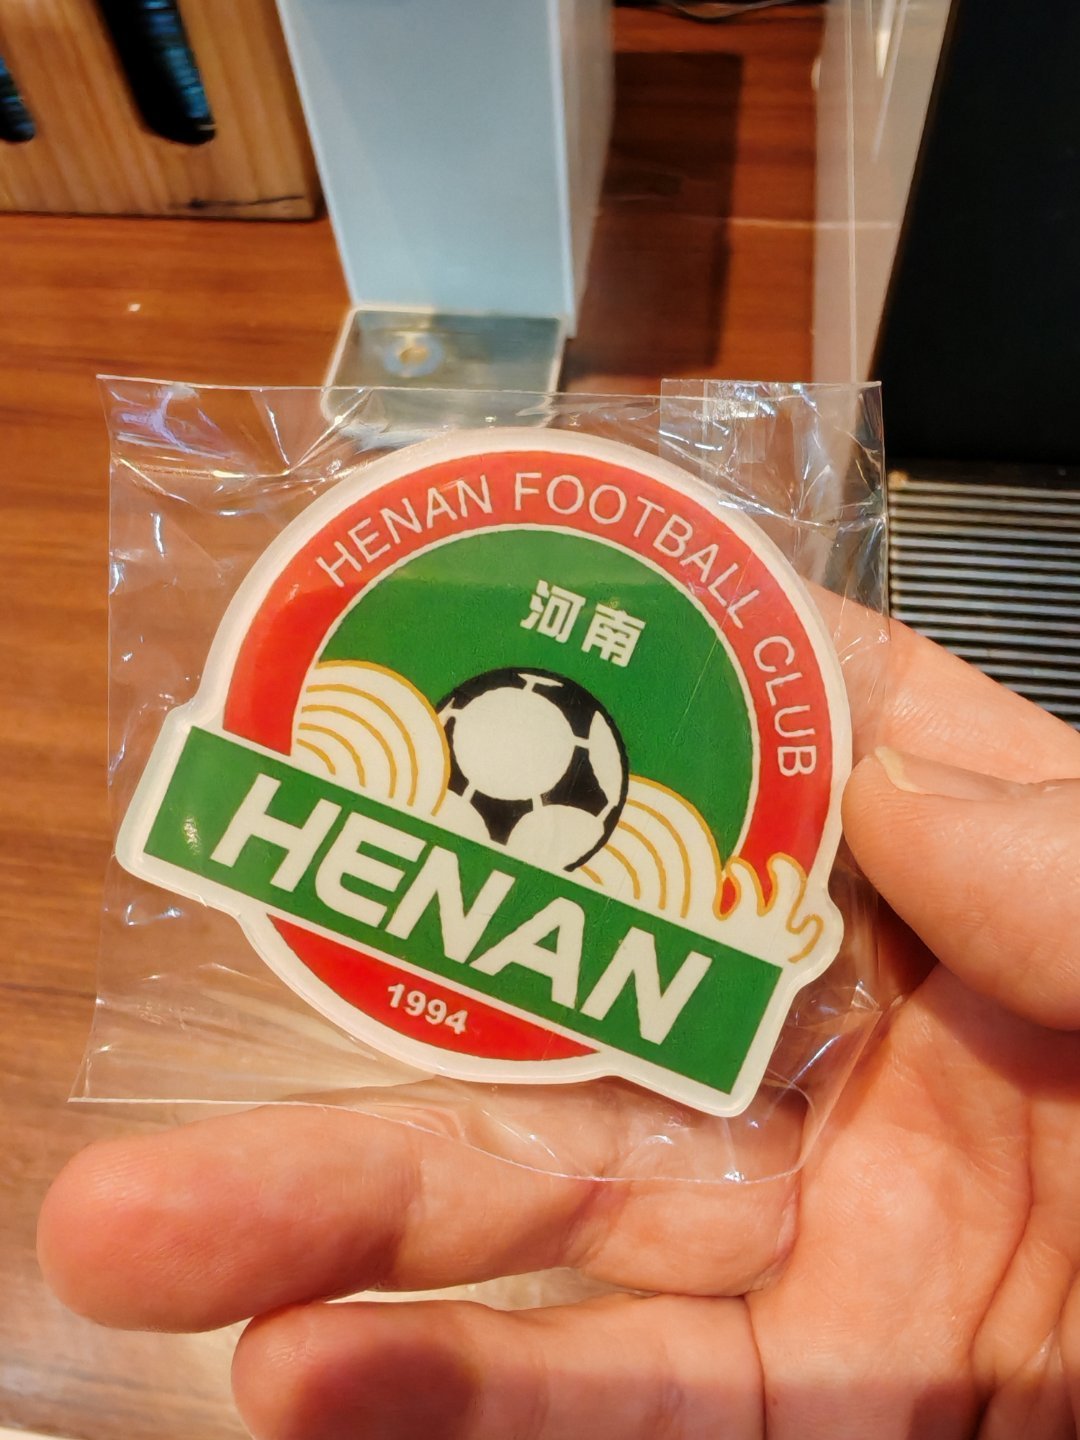 HENAN FOOTBALL CLUB
河南
HENAN
1994